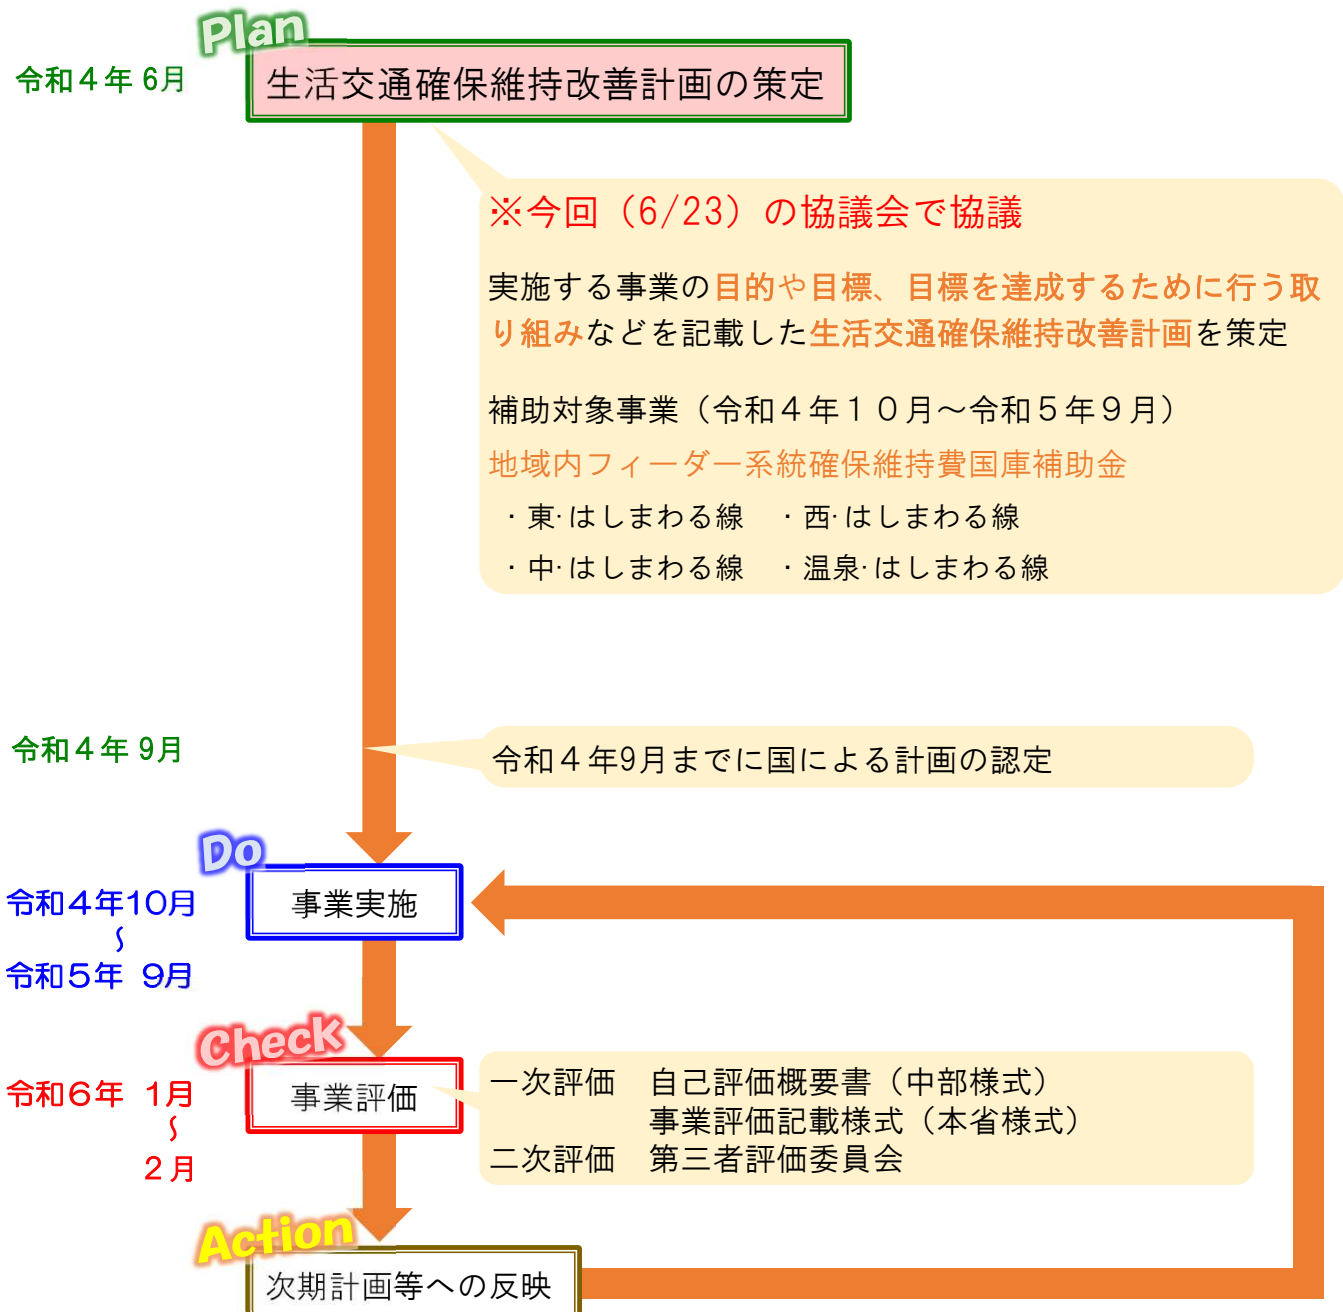 Plan
令和４年 6月
生活交通確保維持改善計画の策定
※今回（6/23）の協議会で協議
実施する事業の目的や目標、目標を達成するために行う取
り組みなどを記載した生活交通確保維持改善計画を策定
補助対象事業（令和４年１０月～令和５年９月）
地域内フィーダー系統確保維持費国庫補助金
・東･はしまわる線　・西･はしまわる線
・中･はしまわる線　・温泉･はしまわる線
令和４年 9月
令和４年9月までに国による計画の認定
Do
事業実施
令和４年10月
～
令和５年 9月
Check
事業評価
令和６年 1月
～
２月
一次評価　自己評価概要書（中部様式）
事業評価記載様式（本省様式）
二次評価　第三者評価委員会
Action
次期計画等への反映